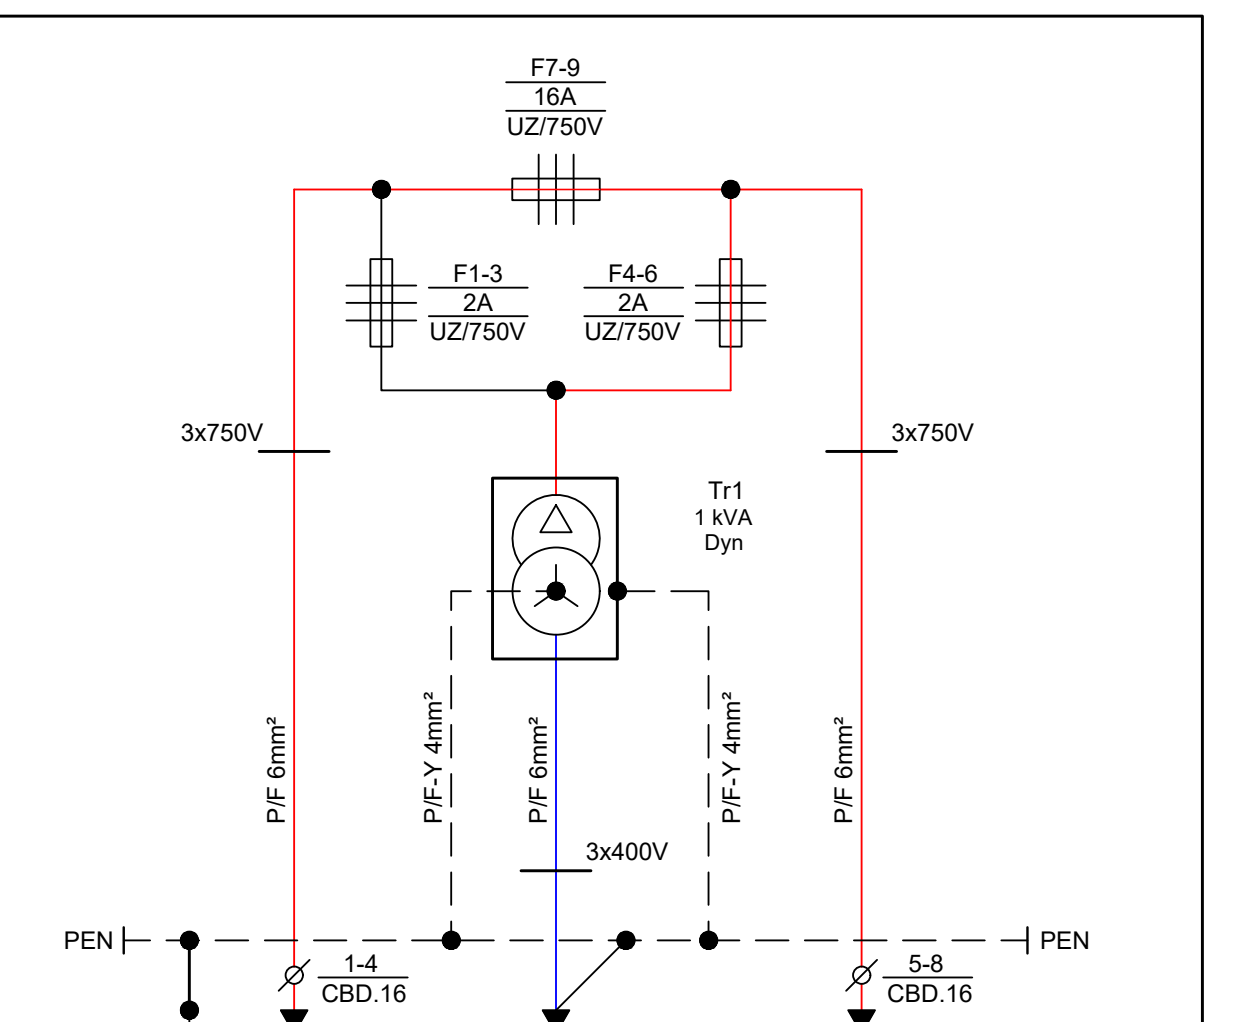 F7-9
16A
UZ/750V
F1-3
2A
UZ/750V
F4-6
2A
UZ/750V
3x750V
3x750V
Tr1
1 kVA
Dyn
P/F 6mm²
P/F-Y 4mm²
P/F 6mm²
P/F-Y 4mm²
P/F 6mm²
3x400V
PEN
PEN
1-4
CBD.16
5-8
CBD.16